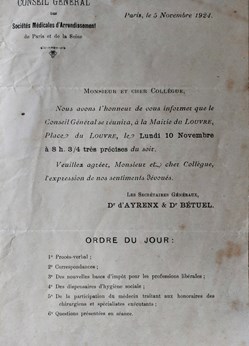 CONSEIL GÉNÉRAL
DES
Sociétés Médicales d'Arrondissement
de Paris et de la Seine
Paris, le 5 Novembre 1924.
Monsieur et cher Collègue,
Nous avons l'honneur de vous informer que le
Conseil Général se réunira, à la Mairie du Louvre,
Place du Louvre, le Lundi 10 Novembre
à 8 h. 3/4 très précises du soir.
Veuillez agréer, Monsieur et cher Collègue,
l'expression de nos sentiments dévoués.
Les Secrétaires Généraux,
Dr d'AYRENX & Dr BÉTUEL.
ORDRE DU JOUR :
1° Procès-verbal ;
2° Correspondances ;
3° Des nouvelles bases d'impôt pour les professions libérales ;
4° Des dispensaires d'hygiène sociale ;
5° De la participation du médecin traitant aux honoraires des
chirurgiens et spécialistes exécutants ;
6° Questions présentées en séance.